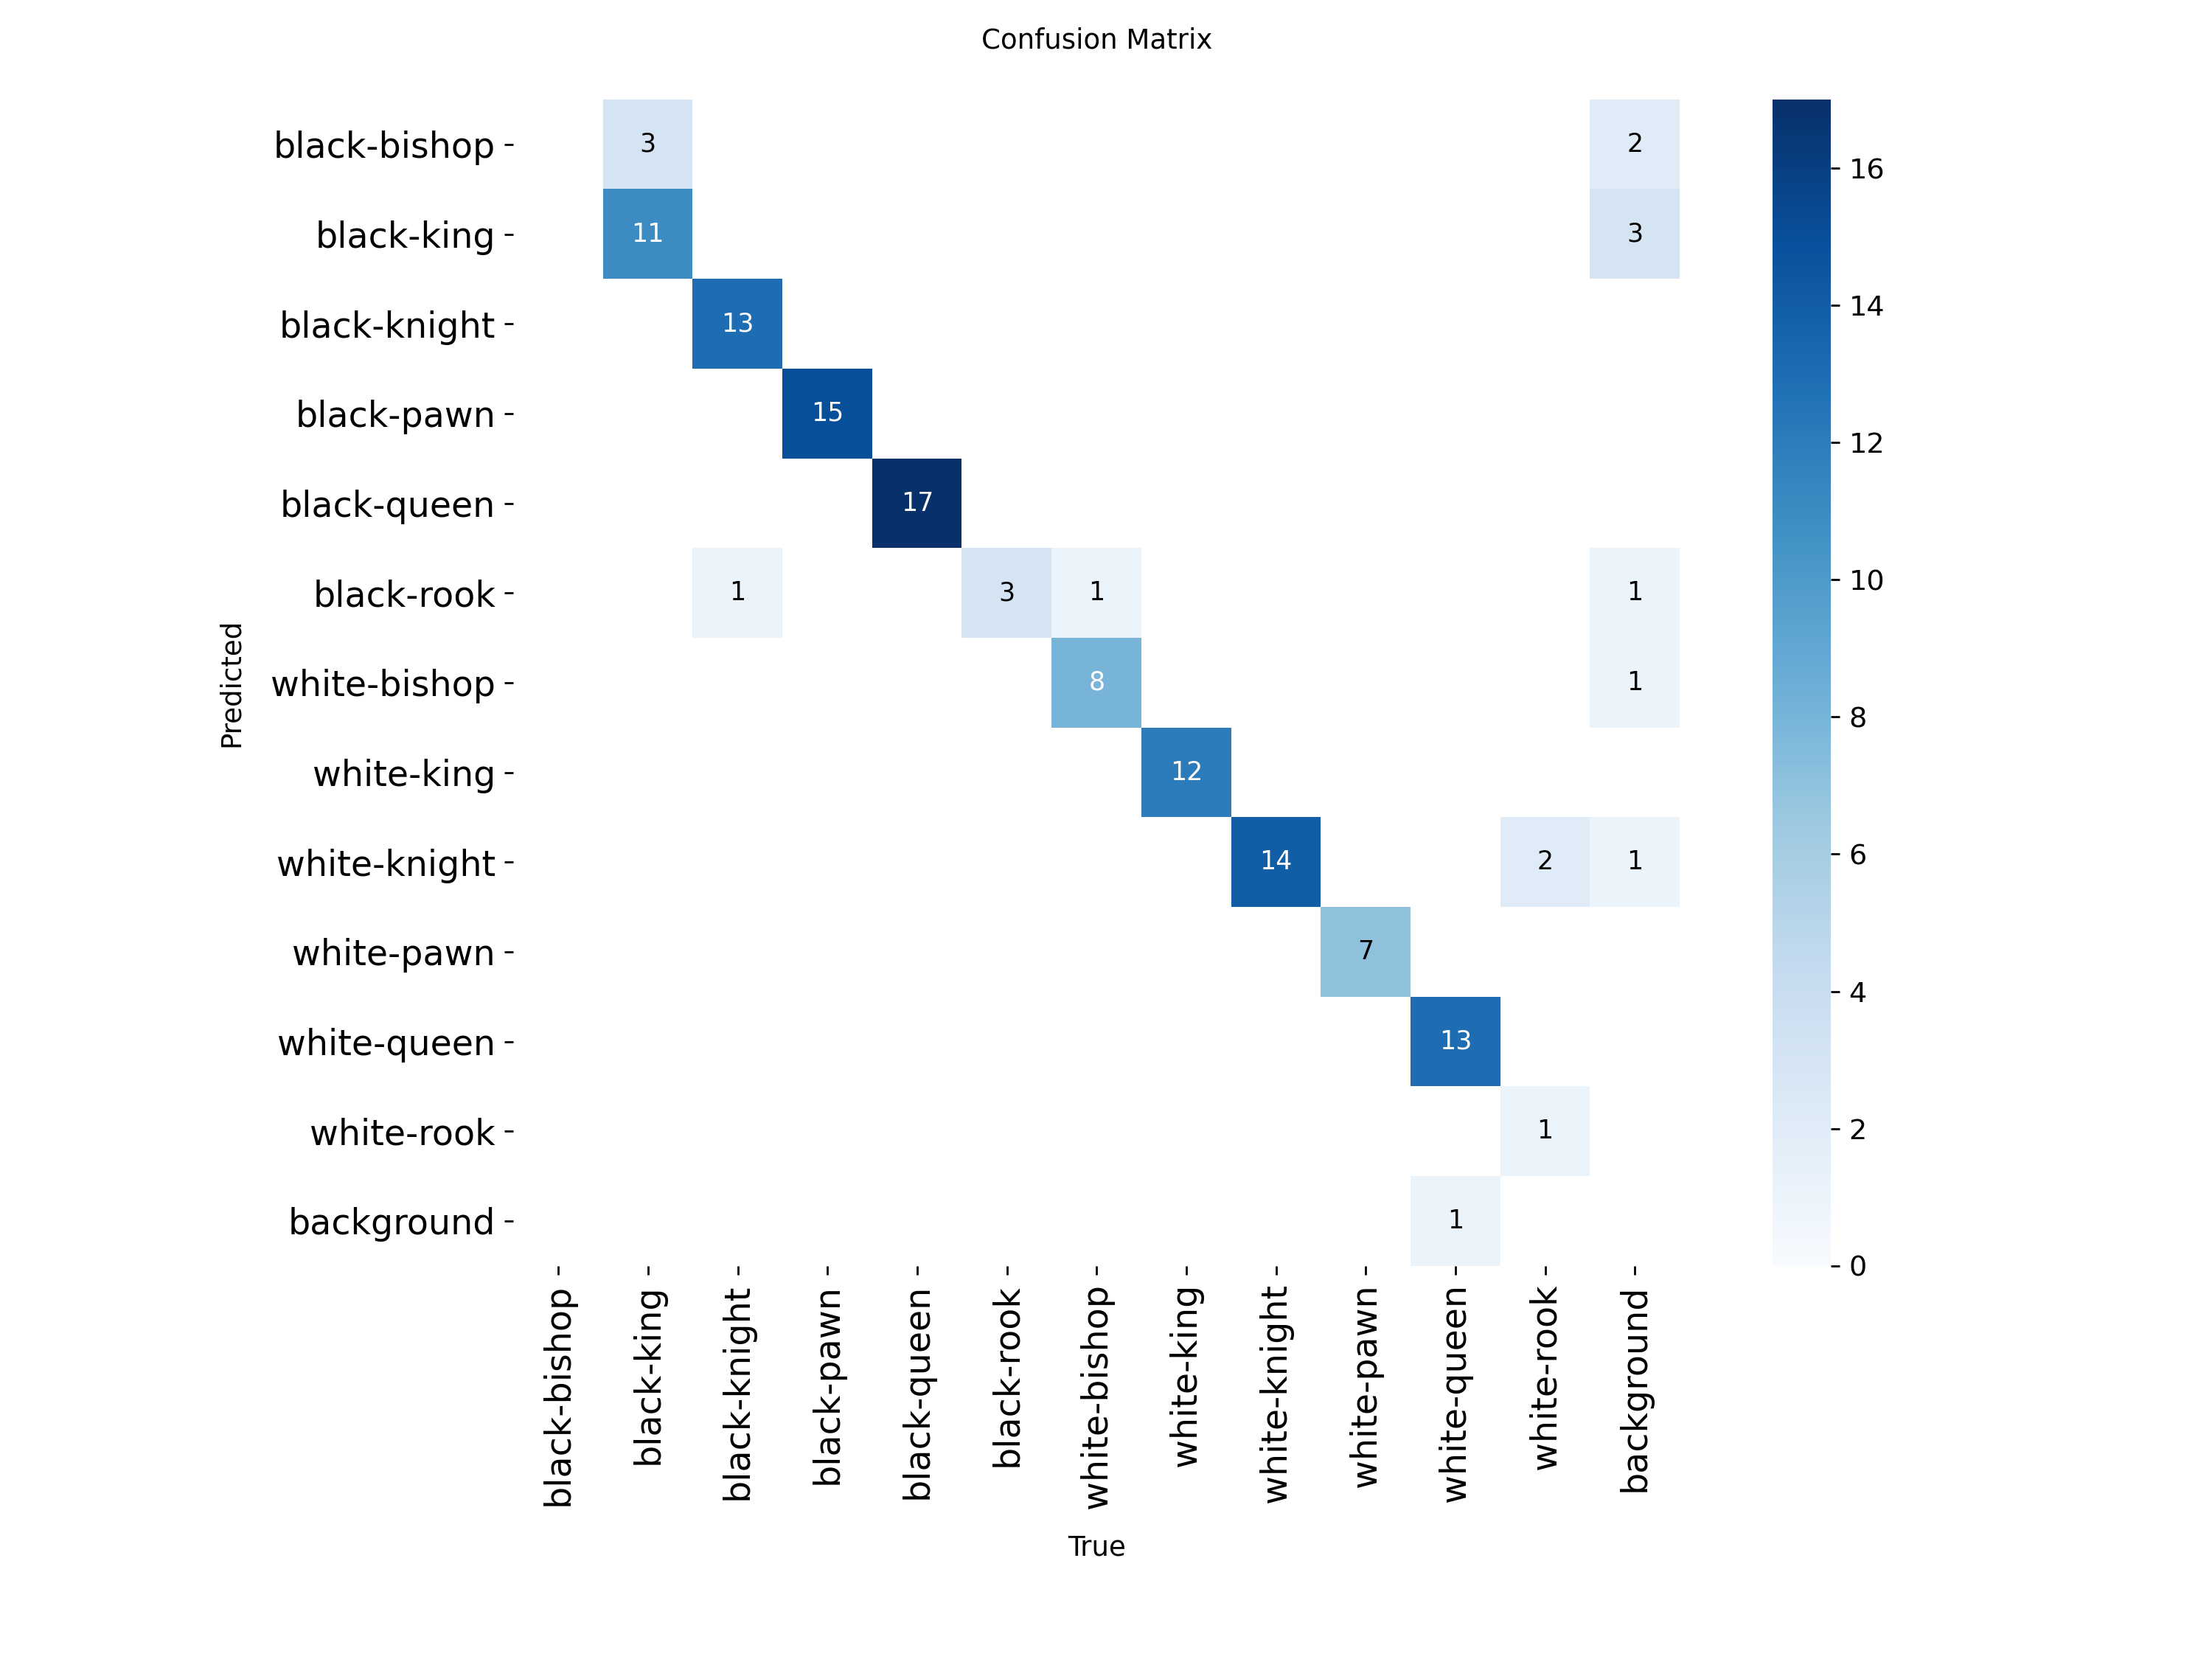 Confusion Matrix
black-bishop 3 2
black-king 11 3
black-knight 13
black-pawn 15
black-queen 17
black-rook 1 3 1 1
white-bishop 8 1
white-king 12
white-knight 14 2 1
white-pawn 7
white-queen 13
white-rook 1
background 1
Predicted
black-bishop
black-king
black-knight
black-pawn
black-queen
black-rook
white-bishop
white-king
white-knight
white-pawn
white-queen
white-rook
background
True
16
14
12
10
8
6
4
2
0